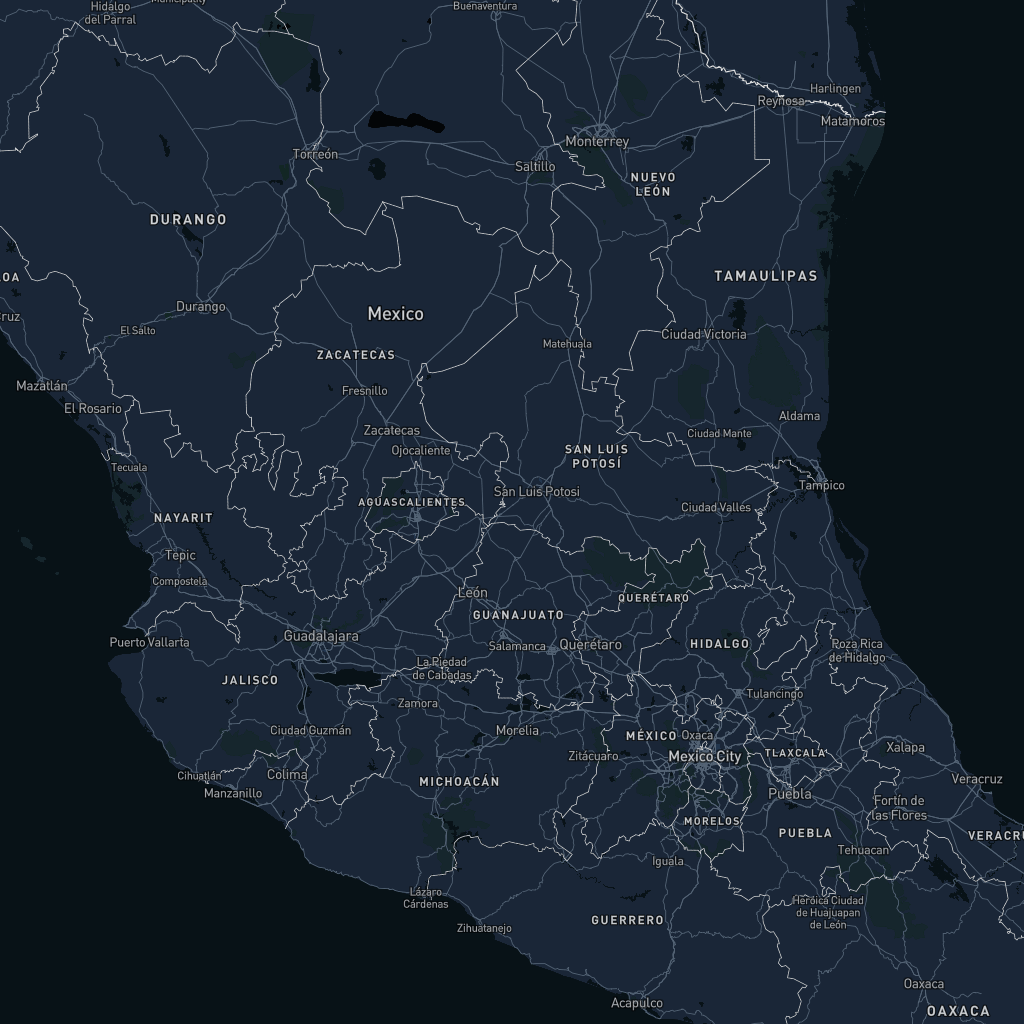 Hidalgo
del Parral
Municipality
Buenaventura
Harlingen
Reynosa
Matamoros
Monterrey
Torreón
Saltillo
NUEVO
LEÓN
DURANGO
TAMAULIPAS
Durango
Mexico
El Salto
Ciudad Victoria
Matehuala
ZACATECAS
Mazatlán
Fresnillo
El Rosario
Aldama
Zacatecas
Ciudad Mante
Ojocaliente
SAN LUIS
POTOSÍ
Tecuala
Tampico
San Luis Potosi
AGUASCALIENTES
Ciudad Valles
NAYARIT
Tepic
Compostela
León
QUERÉTARO
GUANAJUATO
Guadalajara
Puerto Vallarta
Salamanca
Querétaro
HIDALGO
Poza Rica
de Hidalgo
La Piedad
de Cabadas
JALISCO
Tulancingo
Zamora
Ciudad Guzmán
Morelia
MÉXICO
Oaxaca
Xalapa
Zitácuaro
Mexico City
TLAXCALA
Cihuatlán
Colima
MICHOACÁN
Veracruz
Manzanillo
Puebla
Fortín de
las Flores
MORELOS
PUEBLA
VERACRU
Tehuacan
Iguala
Lázaro
Cárdenas
Heróica Ciudad
de Huajuapan
de León
GUERRERO
Zihuatanejo
Oaxaca
Acapulco
OAXACA